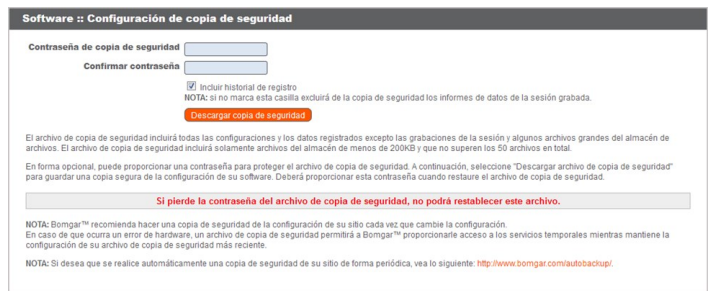 Software :: Configuración de copia de seguridad
Contraseña de copia de seguridad
Confirmar contraseña
Incluir historial de registro
NOTA: si no marca esta casilla excluirá de la copia de seguridad los informes de datos de la sesión grabada.
Descargar copia de seguridad
El archivo de copia de seguridad incluirá todas las configuraciones y los datos registrados excepto las grabaciones de la sesión y algunos archivos grandes del almacén de
archivos. El archivo de copia de seguridad incluirá solamente archivos del almacén de menos de 200KB y que no superen los 50 archivos en total.
En forma opcional, puede proporcionar una contraseña para proteger el archivo de copia de seguridad. A continuación, seleccione "Descargar archivo de copia de seguridad"
para guardar una copia segura de la configuración de su software. Deberá proporcionar esta contraseña cuando restaure el archivo de copia de seguridad.
Si pierde la contraseña del archivo de copia de seguridad, no podrá restablecer este archivo.
NOTA: Bomgar™ recomienda hacer una copia de seguridad de la configuración de su sitio cada vez que cambie la configuración.
En caso de que ocurra un error de hardware, un archivo de copia de seguridad permitirá a Bomgar™ proporcionarle acceso a los servicios temporales mientras mantiene la
configuración de su archivo de copia de seguridad más reciente.
NOTA: Si desea que se realice automáticamente una copia de seguridad de su sitio de forma periódica, vea lo siguiente: http://www.bomgar.com/autobackup/.